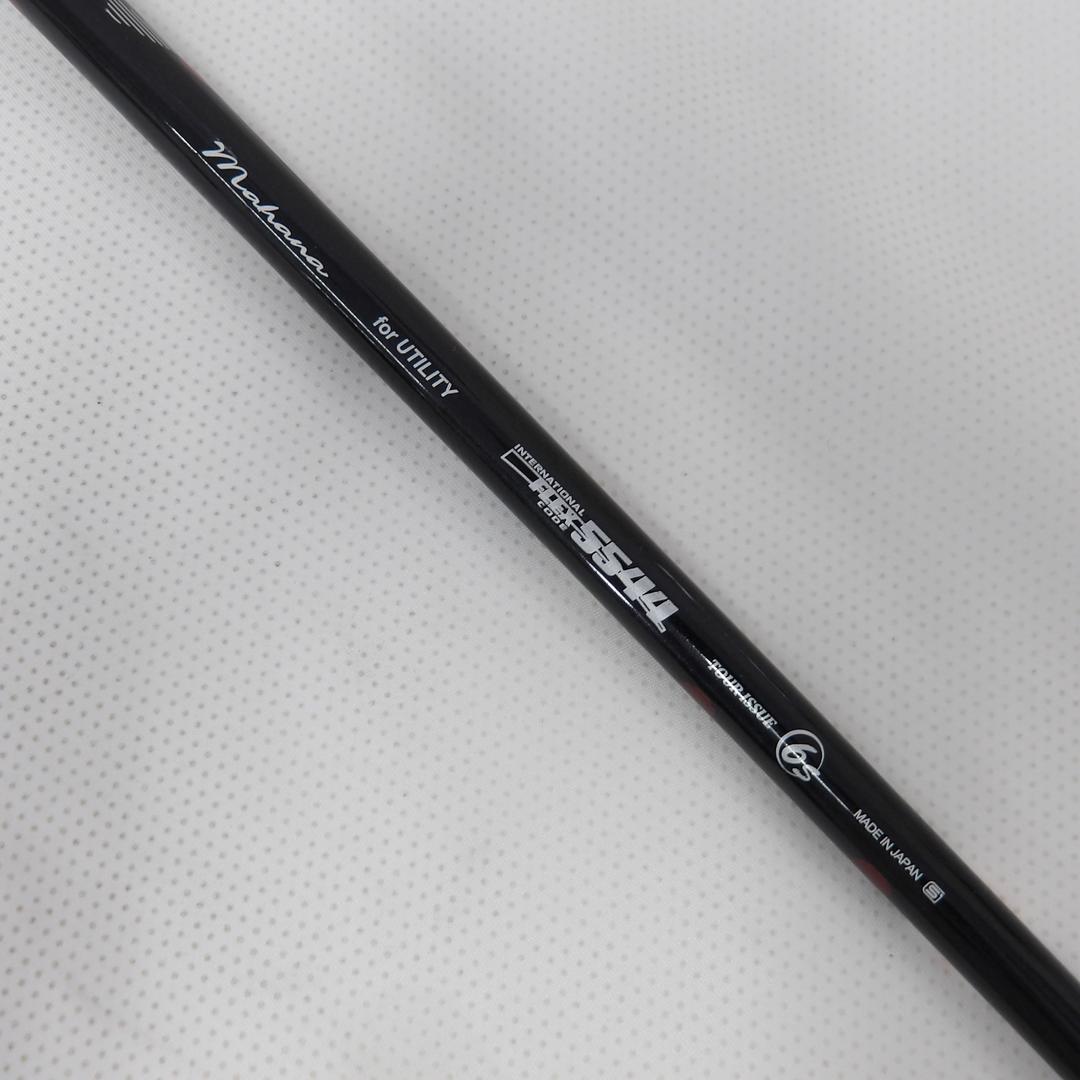 Mahana
for UTILITY
INTERNATIONAL
FLEX
CODE
5544
TOUR ISSUE
6S
MADE IN JAPAN
S